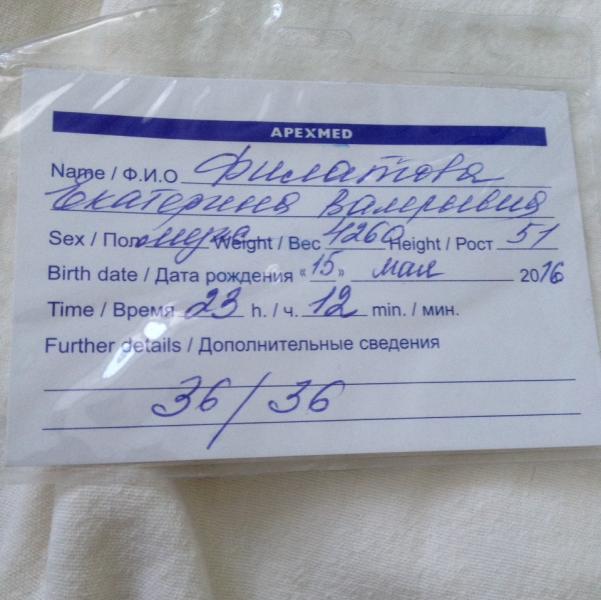 APEXMED
Name / Ф.И.О Филатова
Екатерина Валерьевна
Sex / Пол муж Weight / Вес 4260 Height / Рост 51
Birth date / Дата рождения «15» мая 2016
Time / Время 23 h. / ч. 12 min. / мин.
Further details / Дополнительные сведения
36 / 36